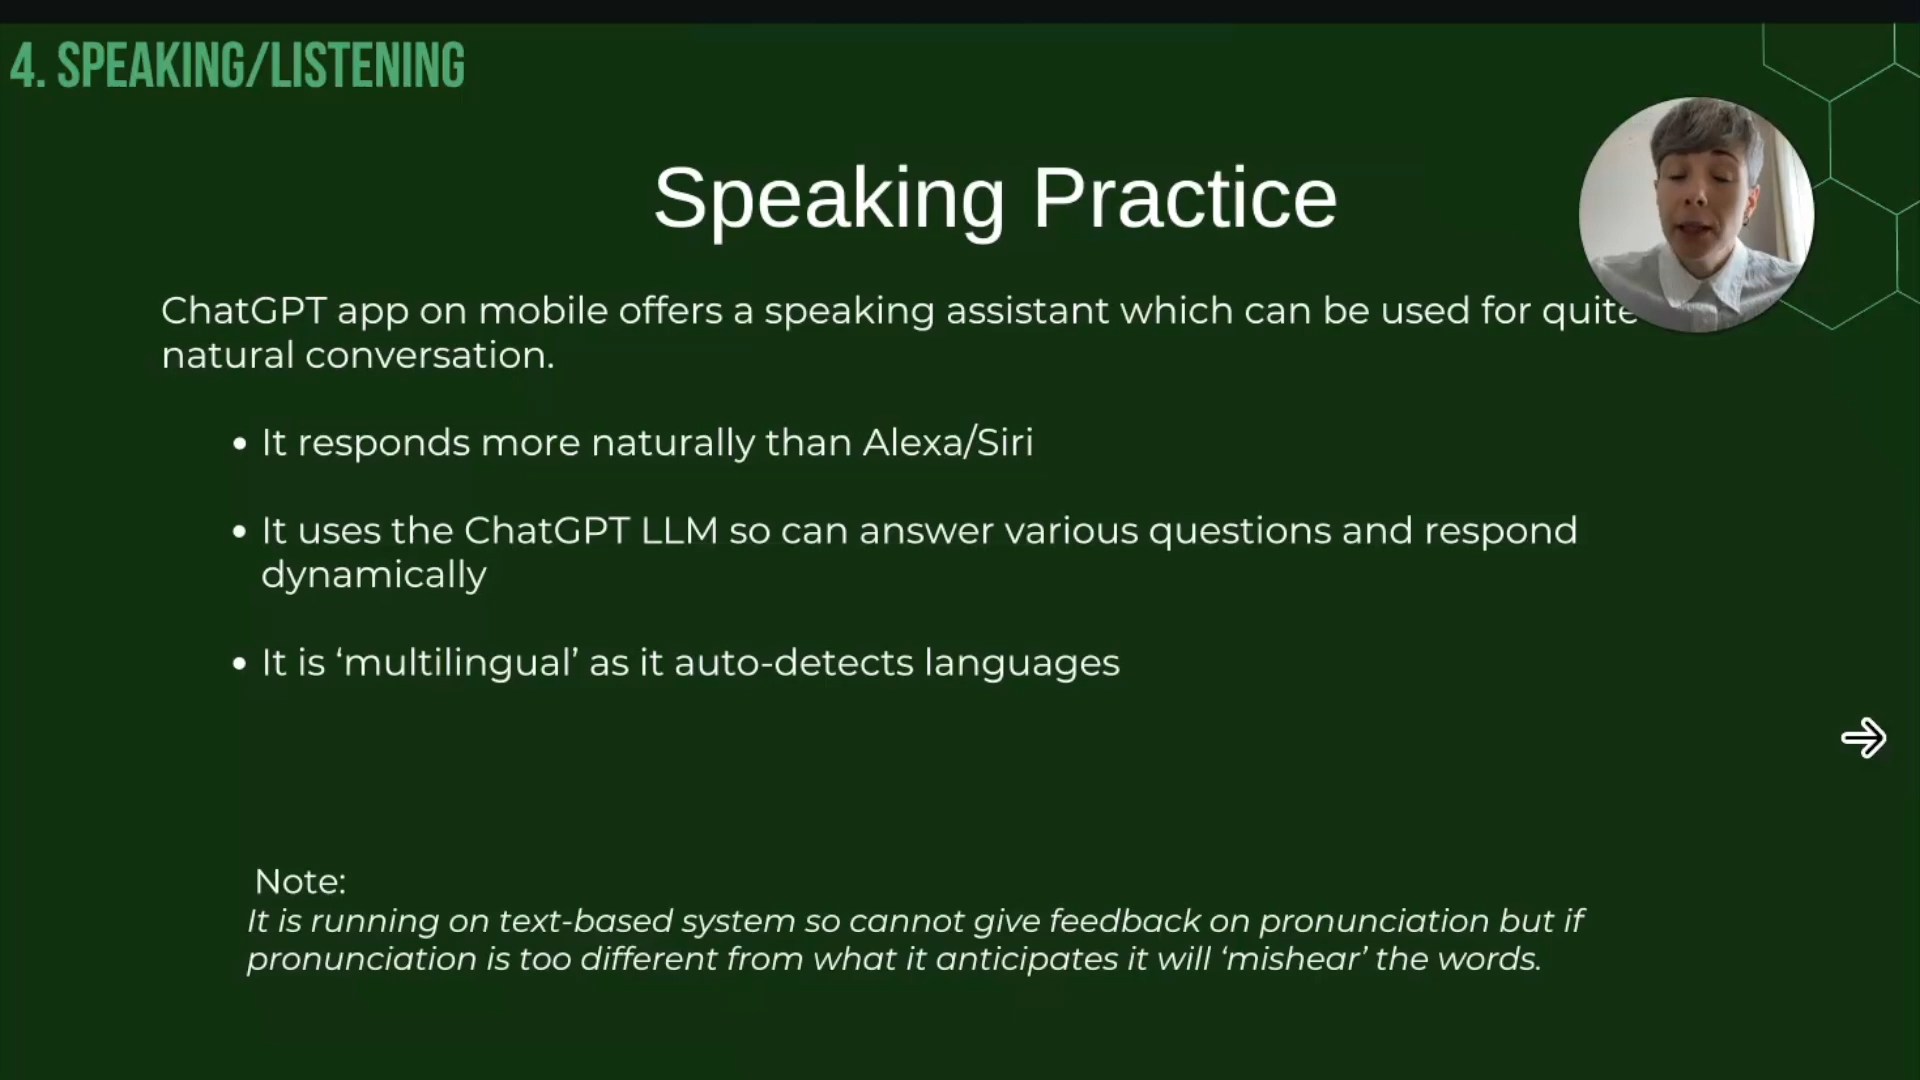 4. SPEAKING/LISTENING
Speaking Practice
ChatGPT app on mobile offers a speaking assistant which can be used for quite
natural conversation.
• It responds more naturally than Alexa/Siri
• It uses the ChatGPT LLM so can answer various questions and respond
dynamically
• It is ‘multilingual’ as it auto-detects languages
Note:
It is running on text-based system so cannot give feedback on pronunciation but if
pronunciation is too different from what it anticipates it will ‘mishear’ the words.